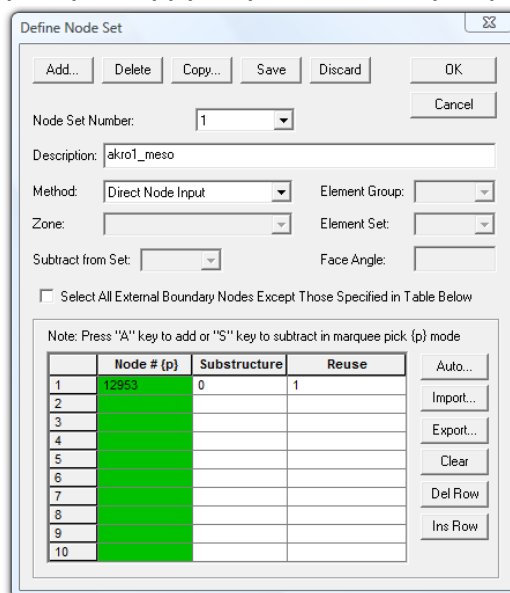 Define Node Set
Add... Delete Copy... Save Discard OK
Cancel
Node Set Number: 1
Description: akro1_meso
Method: Direct Node Input Element Group:
Zone: Element Set:
Subtract from Set: Face Angle:
Select All External Boundary Nodes Except Those Specified in Table Below
Note: Press "A" key to add or "S" key to subtract in marquee pick {p} mode
Node # {p} Substructure Reuse Auto...
1 12953 0 1
2 Import...
3
4 Export...
5 Clear
6
7 Del Row
8
9 Ins Row
10